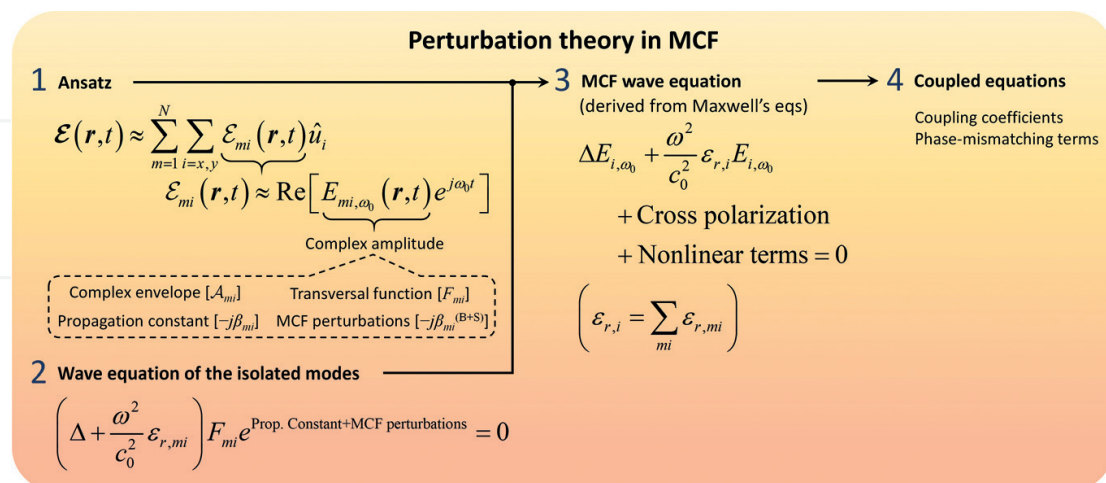 Perturbation theory in MCF
1 Ansatz
𝓔(r,t) ≈ ∑_{m=1}^{N} ∑_{i=x,y} ℰ_{mi}(r,t) û_i
ℰ_{mi}(r,t) ≈ Re[E_{mi,ω₀}(r,t) e^{jω₀t}]
Complex amplitude
Complex envelope [𝒜_{mi}] Transversal function [F_{mi}]
Propagation constant [−jβ_{mi}] MCF perturbations [−jβ_{mi}^{(B+S)}]
2 Wave equation of the isolated modes
(Δ + ω²/c₀² ε_{r,mi}) F_{mi} e^{Prop. Constant+MCF perturbations} = 0
3 MCF wave equation
(derived from Maxwell’s eqs)
ΔE_{i,ω₀} + ω²/c₀² ε_{r,i} E_{i,ω₀}
+ Cross polarization
+ Nonlinear terms = 0
(ε_{r,i} = ∑_{mi} ε_{r,mi})
4 Coupled equations
Coupling coefficients
Phase-mismatching terms